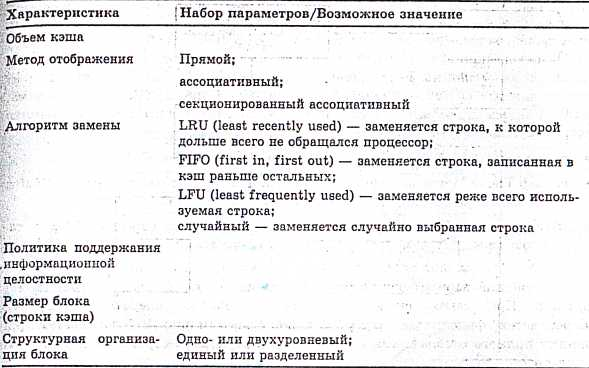 Характеристика Набор параметров/Возможное значение
Объем кэша
Метод отображения Прямой;
ассоциативный;
секционированный ассоциативный
Алгоритм замены LRU (least recently used) — заменяется строка, к которой
дольше всего не обращался процессор;
FIFO (first in, first out) — заменяется строка, записанная в
кэш раньше остальных;
LFU (least frequently used) — заменяется реже всего исполь-
зуемая строка;
случайный — заменяется случайно выбранная строка
Политика поддержания
информационной
целостности
Размер блока
(строки кэша)
Структурная организа- Одно- или двухуровневый;
ция блока единый или разделенный